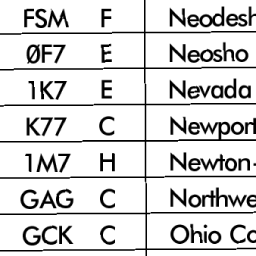 FSM F Neodesh
ØF7 E Neosho
1K7 E Nevada
K77 C Newport
1M7 H Newton-
GAG C Northwe
GCK C Ohio Co